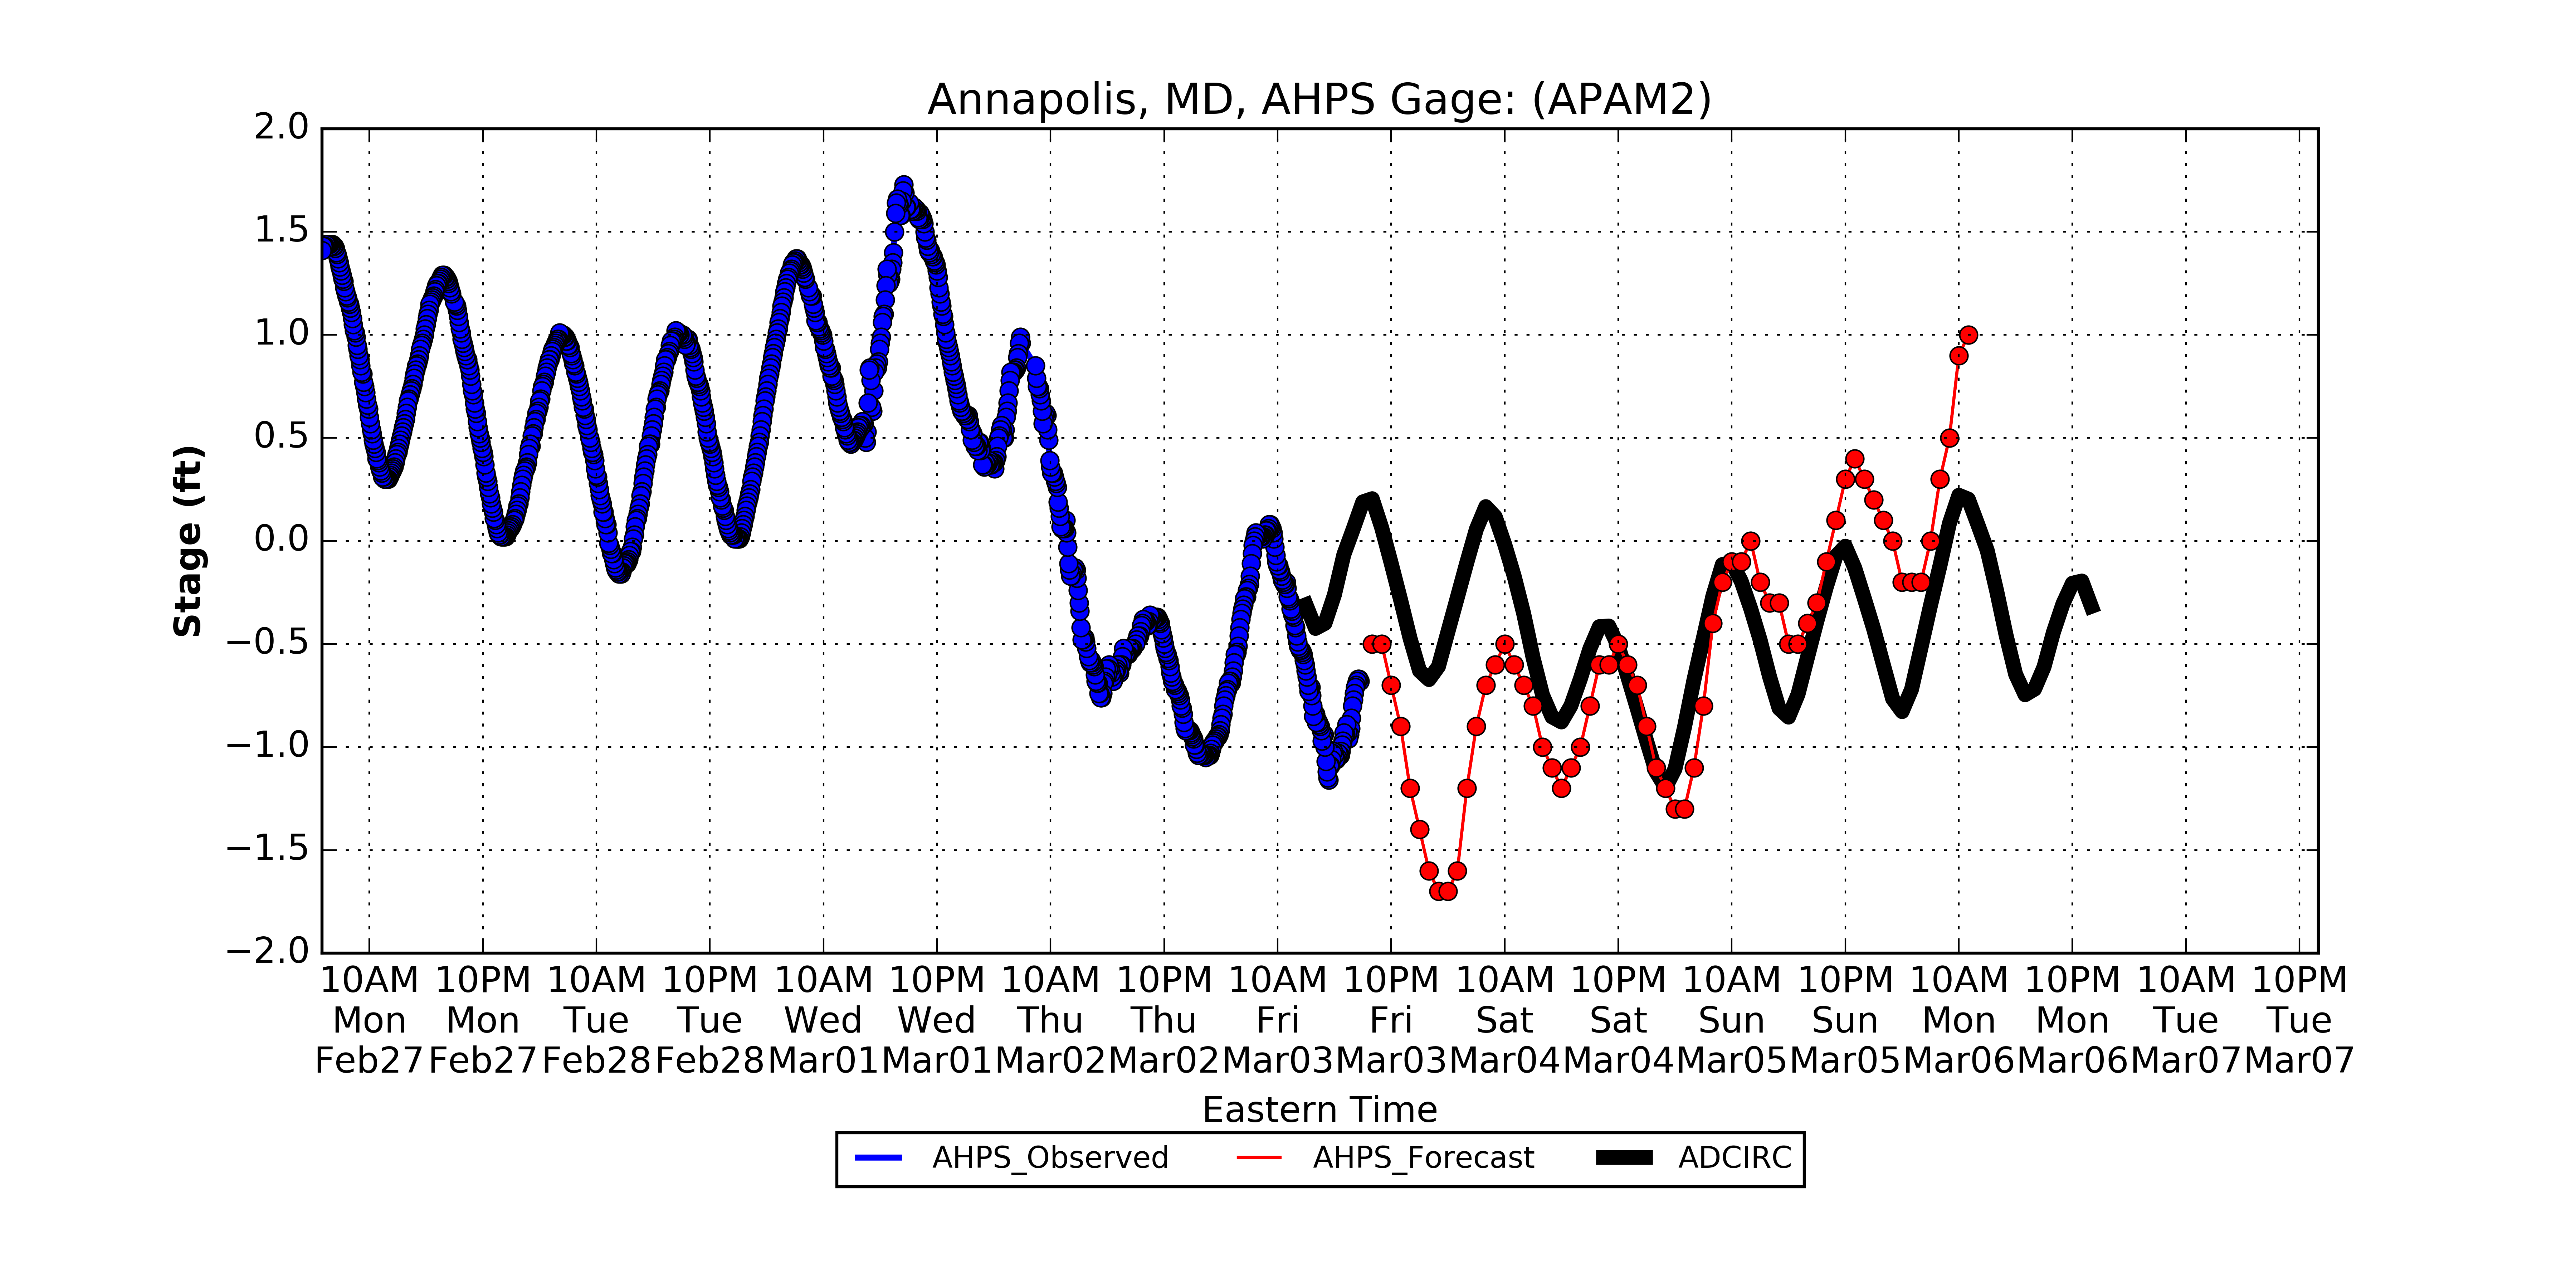 Annapolis, MD, AHPS Gage: (APAM2)
2.0
1.5
1.0
0.5
0.0
−0.5
−1.0
−1.5
−2.0
Stage (ft)
10AM 10PM 10AM 10PM 10AM 10PM 10AM 10PM 10AM 10PM 10AM 10PM 10AM 10PM 10AM 10PM 10AM 10PM
Mon Mon Tue Tue Wed Wed Thu Thu Fri Fri Sat Sat Sun Sun Mon Mon Tue Tue
Feb27 Feb27 Feb28 Feb28 Mar01 Mar01 Mar02 Mar02 Mar03 Mar03 Mar04 Mar04 Mar05 Mar05 Mar06 Mar06 Mar07 Mar07
Eastern Time
AHPS_Observed AHPS_Forecast ADCIRC